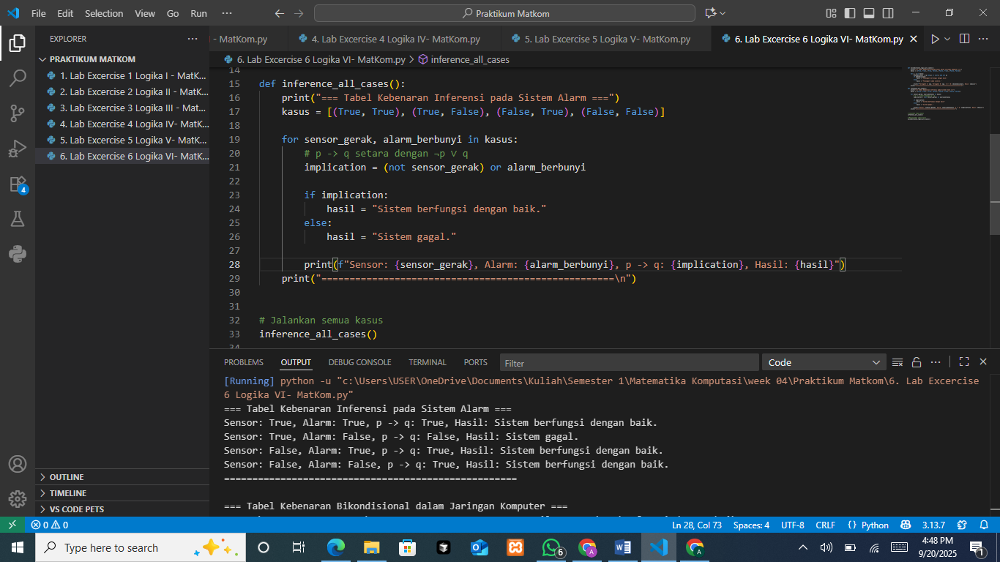 File Edit Selection View Go Run ··· Praktikum Matkom
EXPLORER
PRAKTIKUM MATKOM
1. Lab Excercise 1 Logika I - MatK...
2. Lab Excercise 2 Logika II - MatK...
3. Lab Excercise 3 Logika III - Mat...
4. Lab Excercise 4 Logika IV- MatK...
5. Lab Excercise 5 Logika V- MatK...
6. Lab Excercise 6 Logika VI- MatK...
4
OUTLINE
TIMELINE
VS CODE PETS
- MatKom.py 4. Lab Excercise 4 Logika IV- MatKom.py 5. Lab Excercise 5 Logika V- MatKom.py 6. Lab Excercise 6 Logika VI- MatKom.py
6. Lab Excercise 6 Logika VI- MatKom.py > inference_all_cases
14
15 def inference_all_cases():
16 print("=== Tabel Kebenaran Inferensi pada Sistem Alarm ===")
17 kasus = [(True, True), (True, False), (False, True), (False, False)]
18
19 for sensor_gerak, alarm_berbunyi in kasus:
20 # p -> q setara dengan ¬p ∨ q
21 implication = (not sensor_gerak) or alarm_berbunyi
22
23 if implication:
24 hasil = "Sistem berfungsi dengan baik."
25 else:
26 hasil = "Sistem gagal."
27
28 print(f"Sensor: {sensor_gerak}, Alarm: {alarm_berbunyi}, p -> q: {implication}, Hasil: {hasil}")
29 print("====================================================\n")
30
31
32 # Jalankan semua kasus
33 inference_all_cases()
34
PROBLEMS OUTPUT DEBUG CONSOLE TERMINAL PORTS Filter Code
[Running] python -u "c:\Users\USER\OneDrive\Documents\Kuliah\Semester 1\Matematika Komputasi\week 04\Praktikum Matkom\6. Lab Excercise
6 Logika VI- MatKom.py"
=== Tabel Kebenaran Inferensi pada Sistem Alarm ===
Sensor: True, Alarm: True, p -> q: True, Hasil: Sistem berfungsi dengan baik.
Sensor: True, Alarm: False, p -> q: False, Hasil: Sistem gagal.
Sensor: False, Alarm: True, p -> q: True, Hasil: Sistem berfungsi dengan baik.
Sensor: False, Alarm: False, p -> q: True, Hasil: Sistem berfungsi dengan baik.
====================================================
=== Tabel Kebenaran Bikondisional dalam Jaringan Komputer ===
0 0 Ln 28, Col 73 Spaces: 4 UTF-8 CRLF {} Python 3.13.7
Type here to search
6
4:48 PM
9/20/2025
1